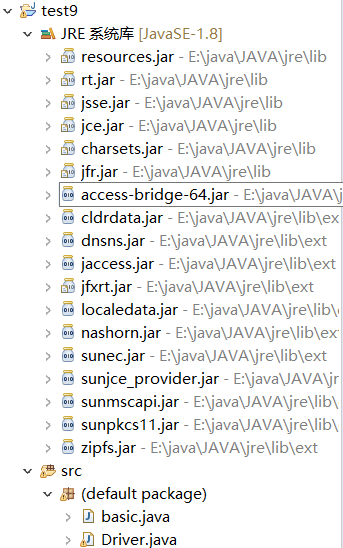 test9
JRE 系统库 [JavaSE-1.8]
resources.jar - E:\java\JAVA\jre\lib
rt.jar - E:\java\JAVA\jre\lib
jsse.jar - E:\java\JAVA\jre\lib
jce.jar - E:\java\JAVA\jre\lib
charsets.jar - E:\java\JAVA\jre\lib
jfr.jar - E:\java\JAVA\jre\lib
access-bridge-64.jar - E:\java\JAVA\j
cldrdata.jar - E:\java\JAVA\jre\lib\ex
dnsns.jar - E:\java\JAVA\jre\lib\ext
jaccess.jar - E:\java\JAVA\jre\lib\ext
jfxrt.jar - E:\java\JAVA\jre\lib\ext
localedata.jar - E:\java\JAVA\jre\lib\
nashorn.jar - E:\java\JAVA\jre\lib\ext
sunec.jar - E:\java\JAVA\jre\lib\ext
sunjce_provider.jar - E:\java\JAVA\jre
sunmscapi.jar - E:\java\JAVA\jre\lib\
sunpkcs11.jar - E:\java\JAVA\jre\lib\
zipfs.jar - E:\java\JAVA\jre\lib\ext
src
(default package)
basic.java
Driver.java